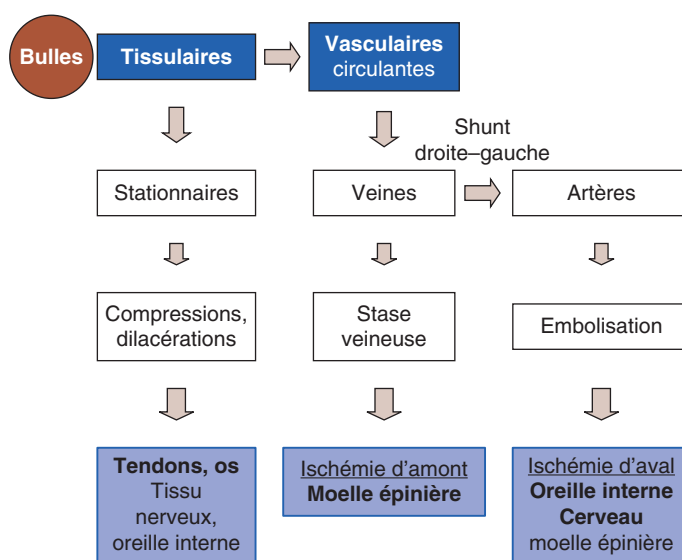 Bulles
Tissulaires
Vasculaires
circulantes
Shunt
droite–gauche
Stationnaires
Veines
Artères
Compressions,
dilacérations
Stase
veineuse
Embolisation
Tendons, os
Tissu
nerveux,
oreille interne
Ischémie d'amont
Moelle épinière
Ischémie d'aval
Oreille interne
Cerveau
moelle épinière